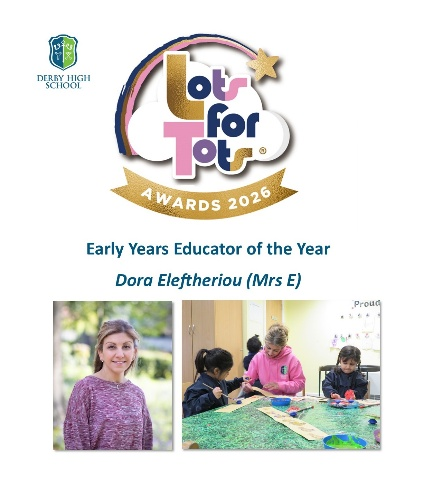 DERBY HIGH
SCHOOL
Lots
for
Tots®
AWARDS 2026
Early Years Educator of the Year
Dora Eleftheriou (Mrs E)
Proud